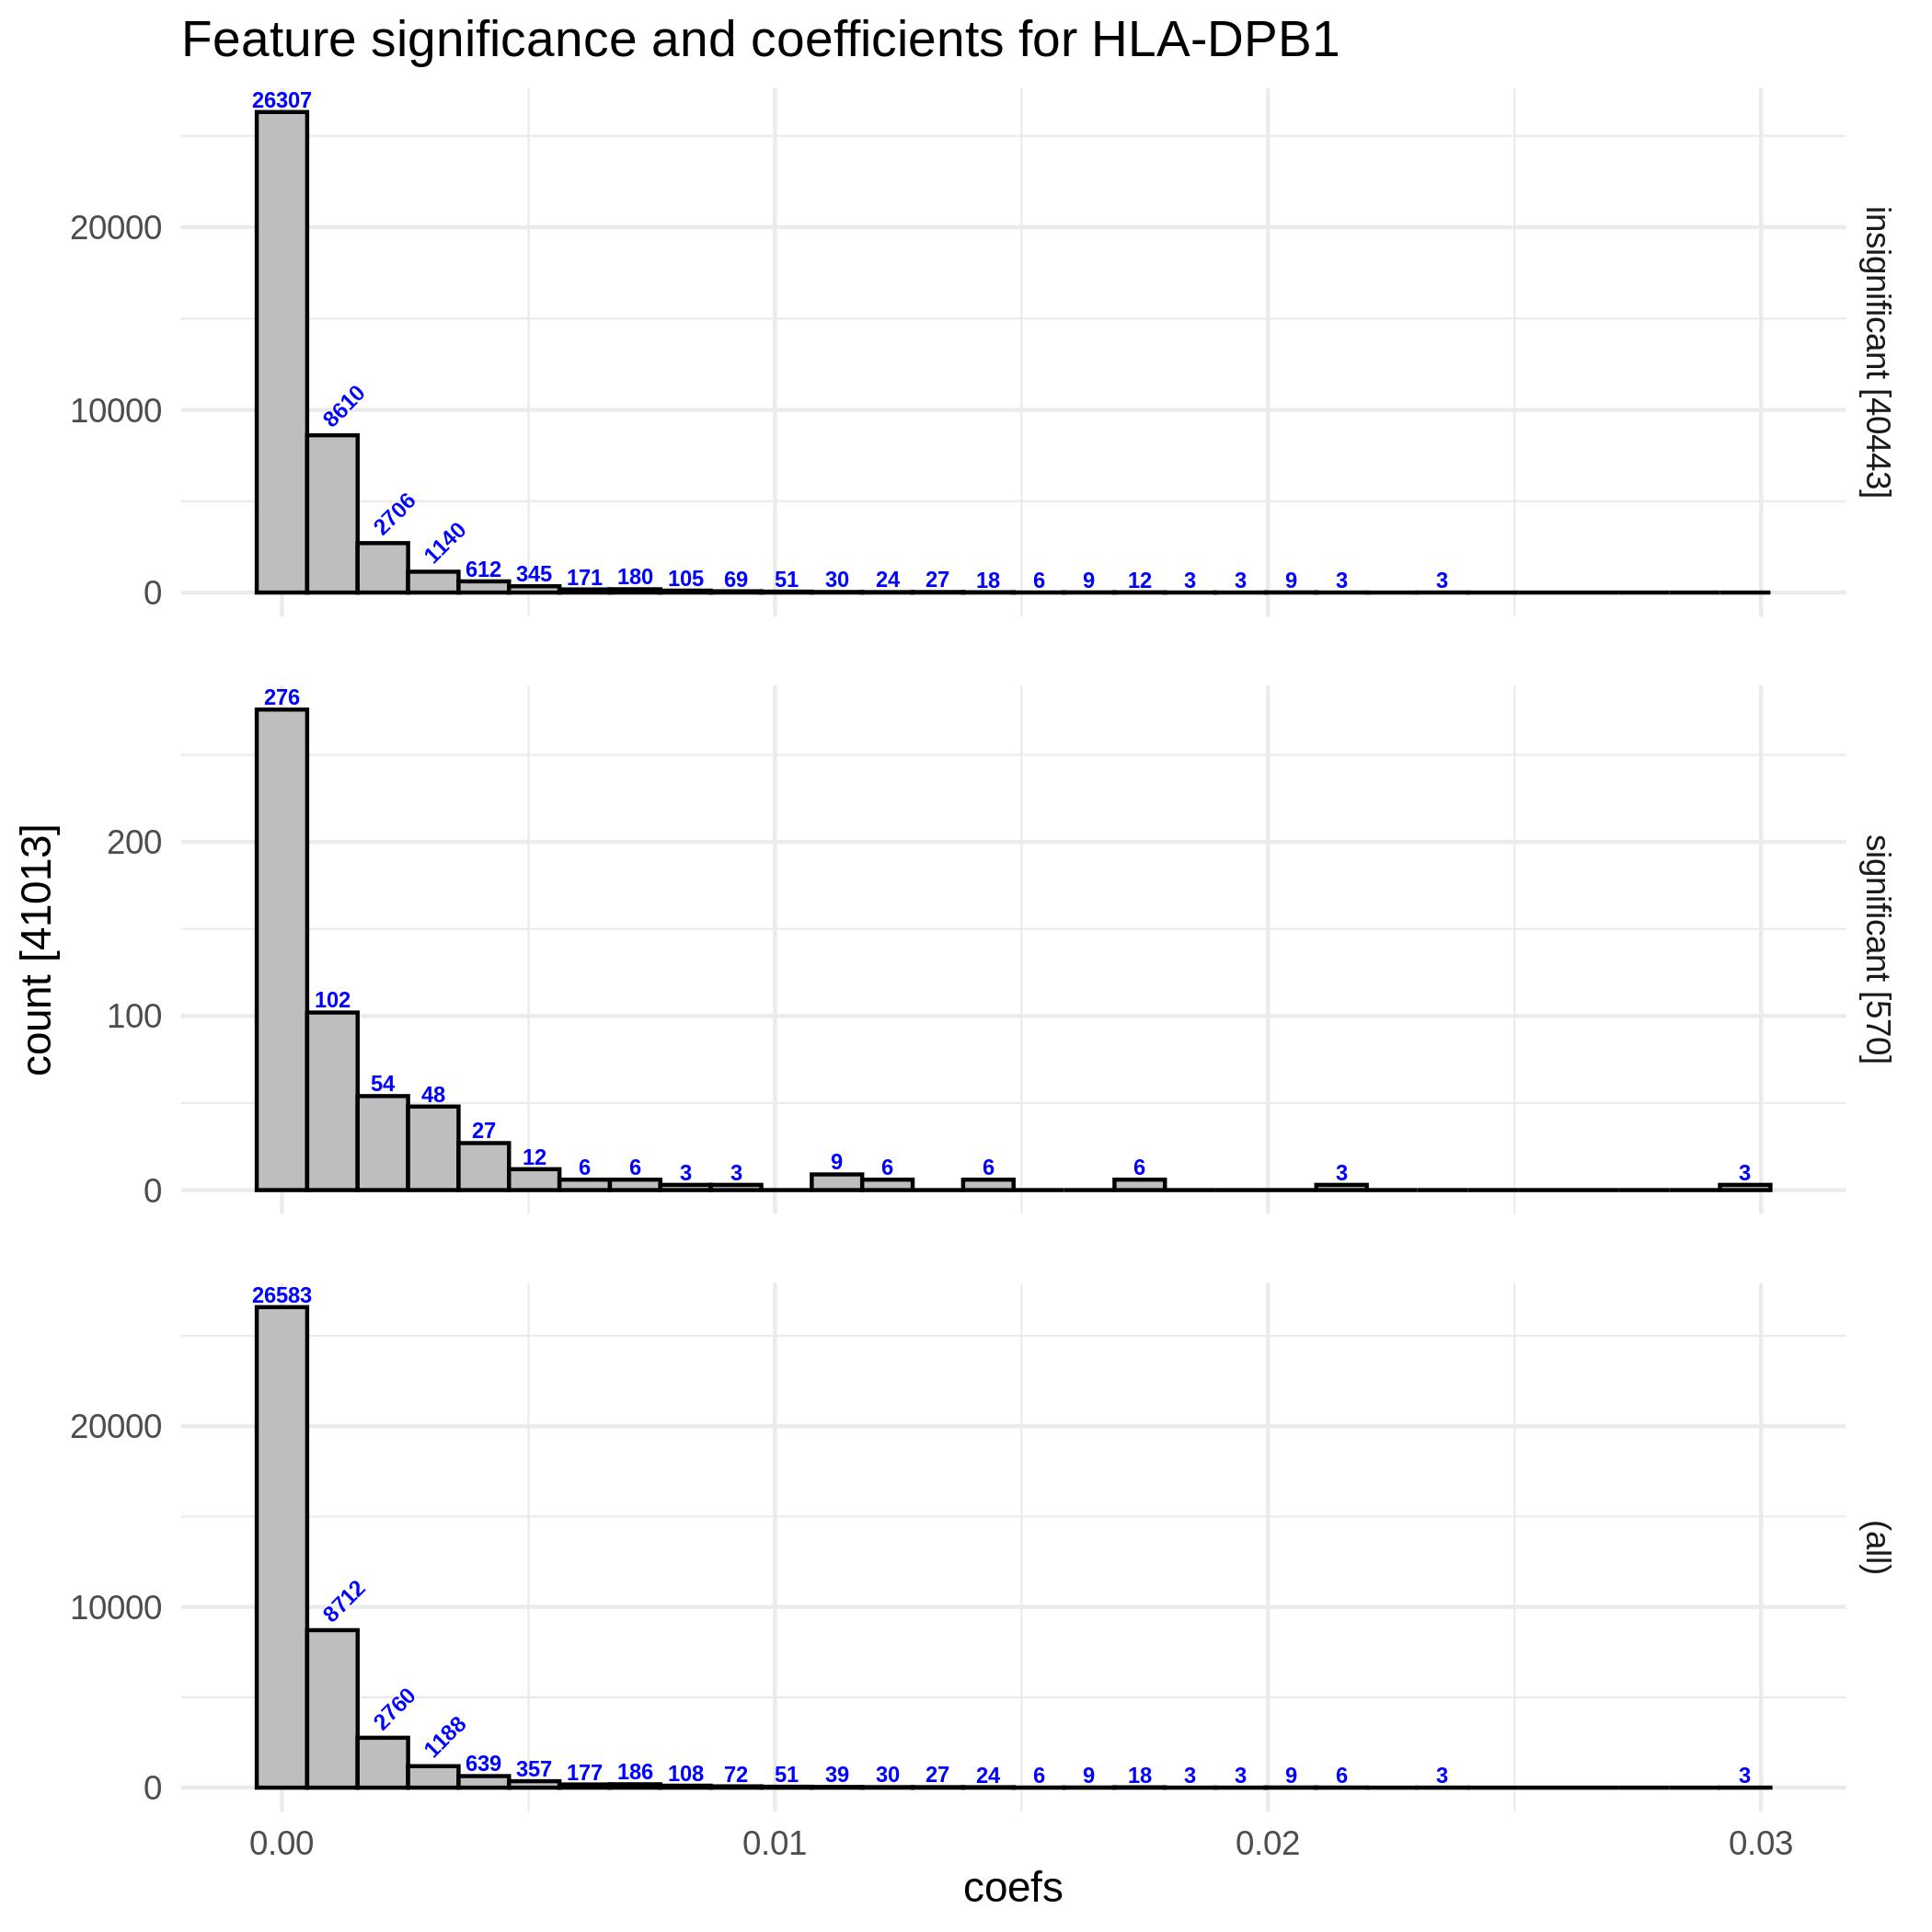 Feature significance and coefficients for HLA-DPB1
26307
8610
2706
1140
612 345 171 180 105 69 51 30 24 27 18 6 9 12 3 3 9 3 3
20000
10000
0
insignificant [40443]
276
102
54
48
27
12 6 6 3 3 9 6 6 6 3 3
200
100
0
significant [570]
count [41013]
26583
8712
2760
1188
639 357 177 186 108 72 51 39 30 27 24 6 9 18 3 3 9 6 3 3
20000
10000
0
(all)
0.00 0.01 0.02 0.03
coefs